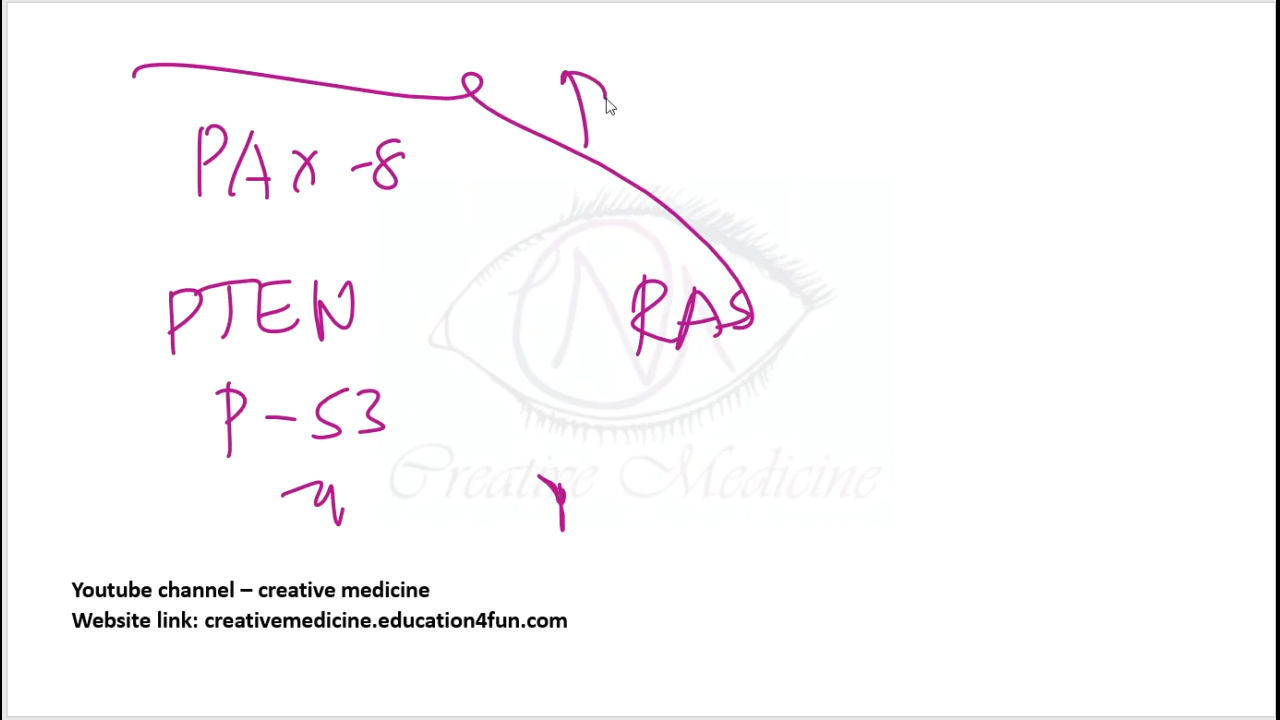 PAx -8
PTEN
RAS
P - 53
Creative Medicine
Youtube channel – creative medicine
Website link: creativemedicine.education4fun.com